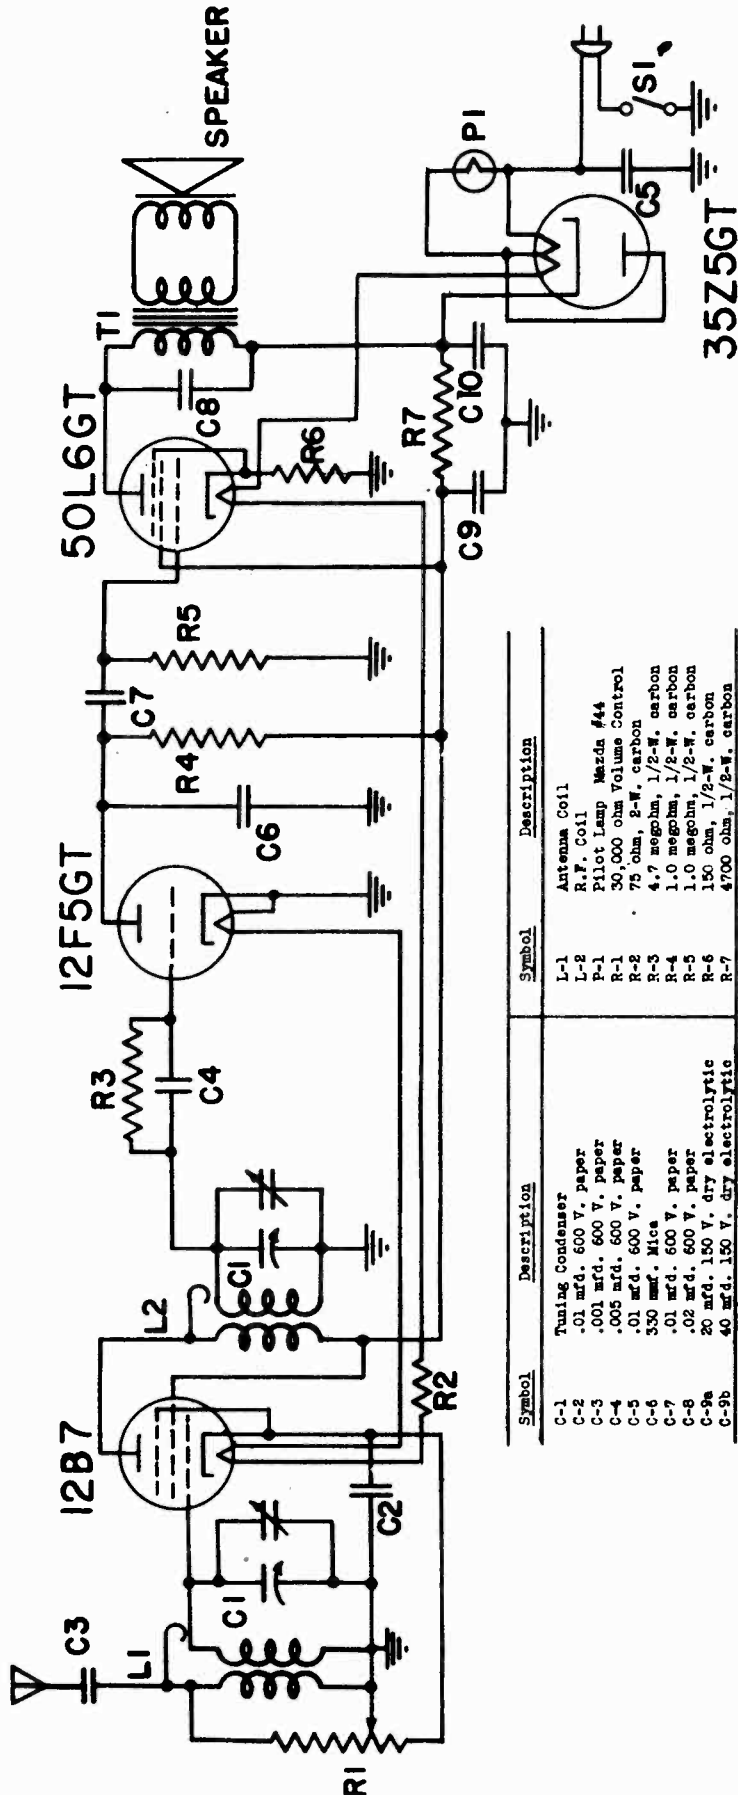 SPEAKER
T1
C8
50L6GT
R6
R7
C10
C9
P1
S1
C5
35Z5GT
R5
C7
R4
C6
12F5GT
R3
C4
C1
L2
12B7
R2
C2
C1
C3
L1
R1
Symbol Description Symbol Description
C-1 Tuning Condenser L-1 Antenna Coil
C-2 .01 mfd. 600 V. paper L-2 R.F. Coil
C-3 .001 mfd. 600 V. paper P-1 Pilot Lamp Mazda #44
C-4 .005 mfd. 600 V. paper R-1 30,000 ohm Volume Control
C-5 .01 mfd. 600 V. paper R-2 75 ohm, 2-W. carbon
C-6 330 mmf. Mica R-3 4.7 megohm, 1/2-W. carbon
C-7 .01 mfd. 600 V. paper R-4 1.0 megohm, 1/2-W. carbon
C-8 .02 mfd. 600 V. paper R-5 1.0 megohm, 1/2-W. carbon
C-9a 20 mfd. 150 V. dry electrolytic R-6 150 ohm, 1/2-W. carbon
C-9b 40 mfd. 150 V. dry electrolytic R-7 4700 ohm, 1/2-W. carbon